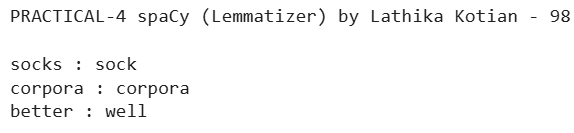 PRACTICAL-4 spaCy (Lemmatizer) by Lathika Kotian - 98
socks : sock
corpora : corpora
better : well